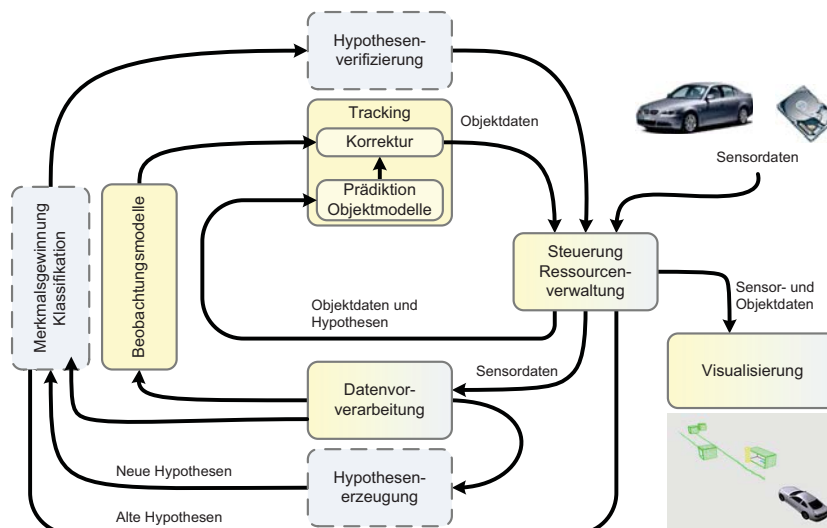 Hypothesen-
verifizierung
Tracking
Korrektur
Prädiktion
Objektmodelle
Objektdaten
Sensordaten
Merkmalsgewinnung
Klassifikation
Beobachtungsmodelle
Steuerung
Ressourcen-
verwaltung
Objektdaten und
Hypothesen
Sensor- und
Objektdaten
Sensordaten
Datenvor-
verarbeitung
Visualisierung
Neue Hypothesen
Hypothesen-
erzeugung
Alte Hypothesen